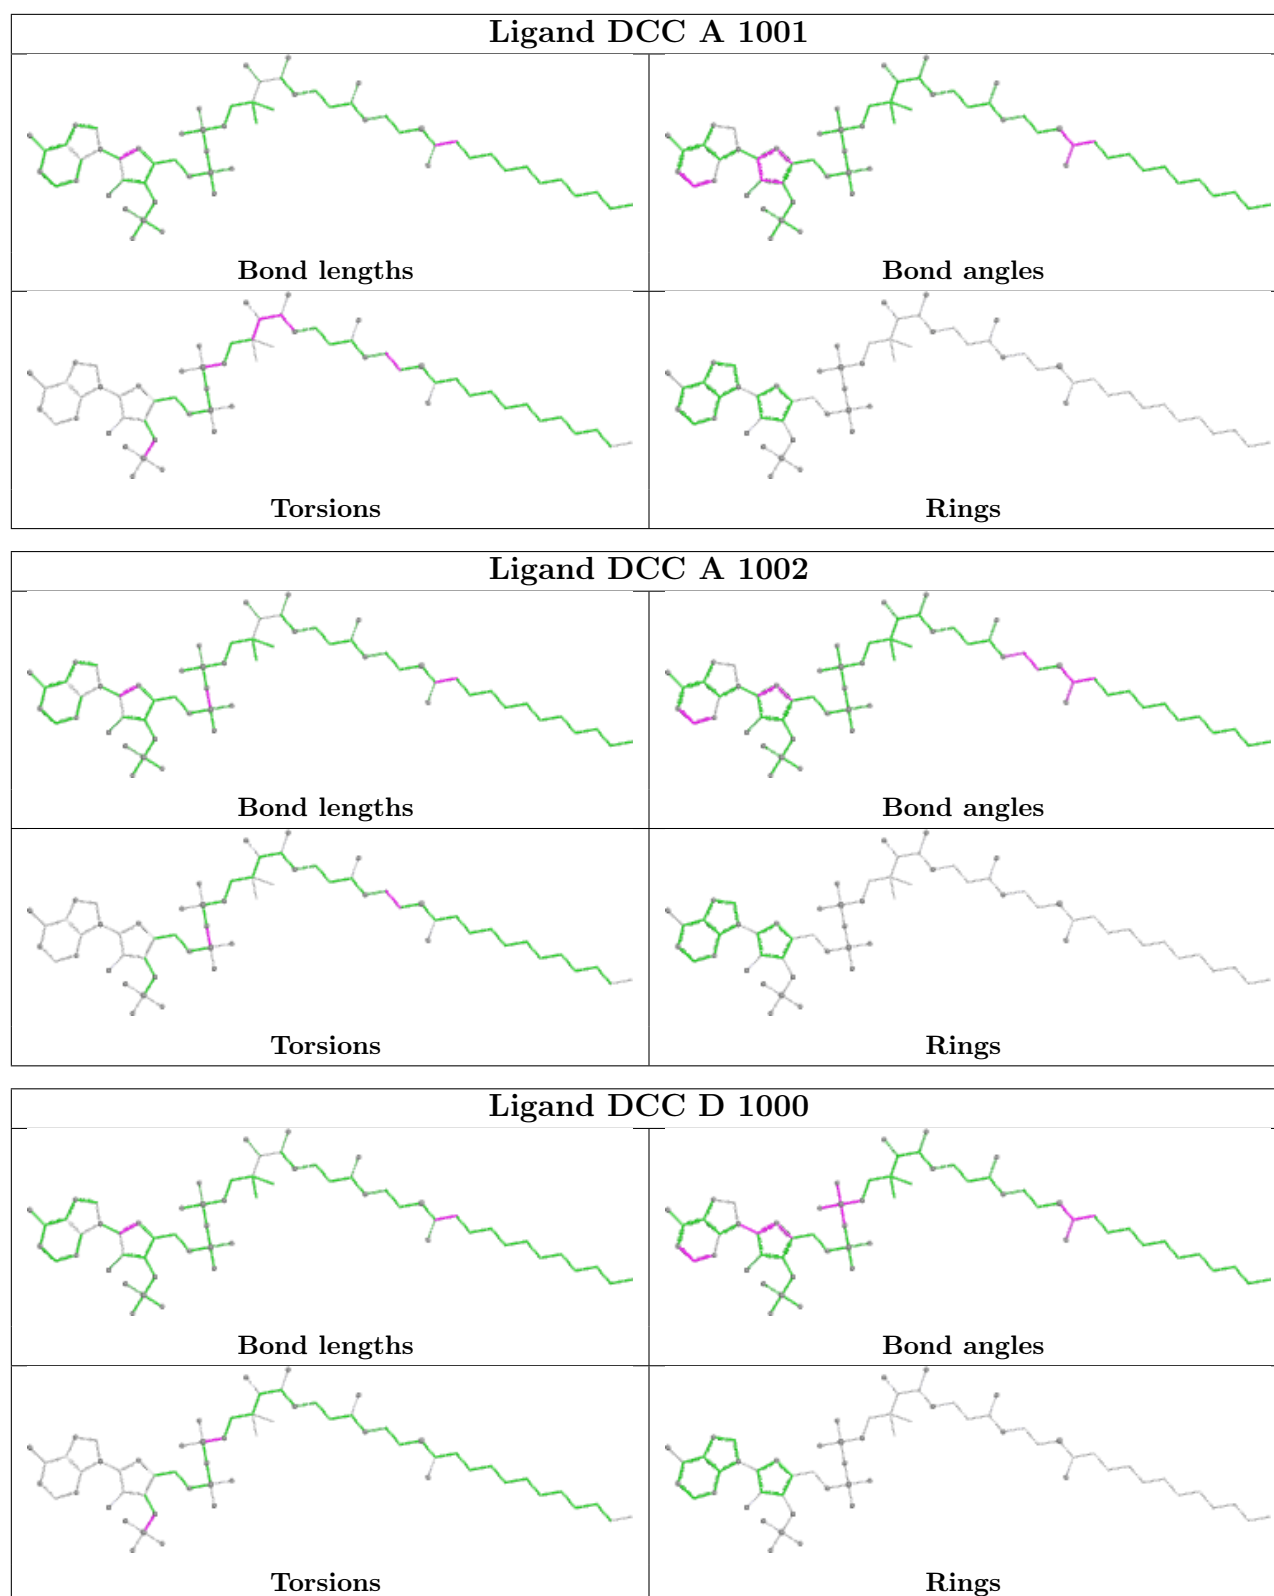 Ligand DCC A 1001
Bond lengths
Bond angles
Torsions
Rings
Ligand DCC A 1002
Bond lengths
Bond angles
Torsions
Rings
Ligand DCC D 1000
Bond lengths
Bond angles
Torsions
Rings